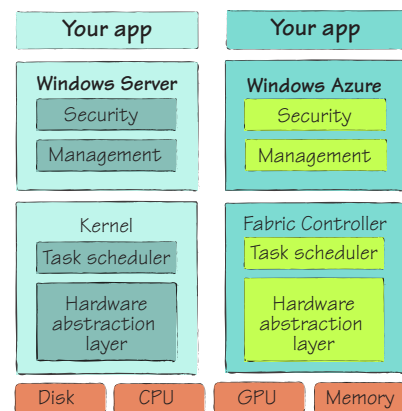 Your app
Windows Server
Security
Management
Kernel
Task scheduler
Hardware
abstraction
layer
Your app
Windows Azure
Security
Management
Fabric Controller
Task scheduler
Hardware
abstraction
layer
Disk
CPU
GPU
Memory